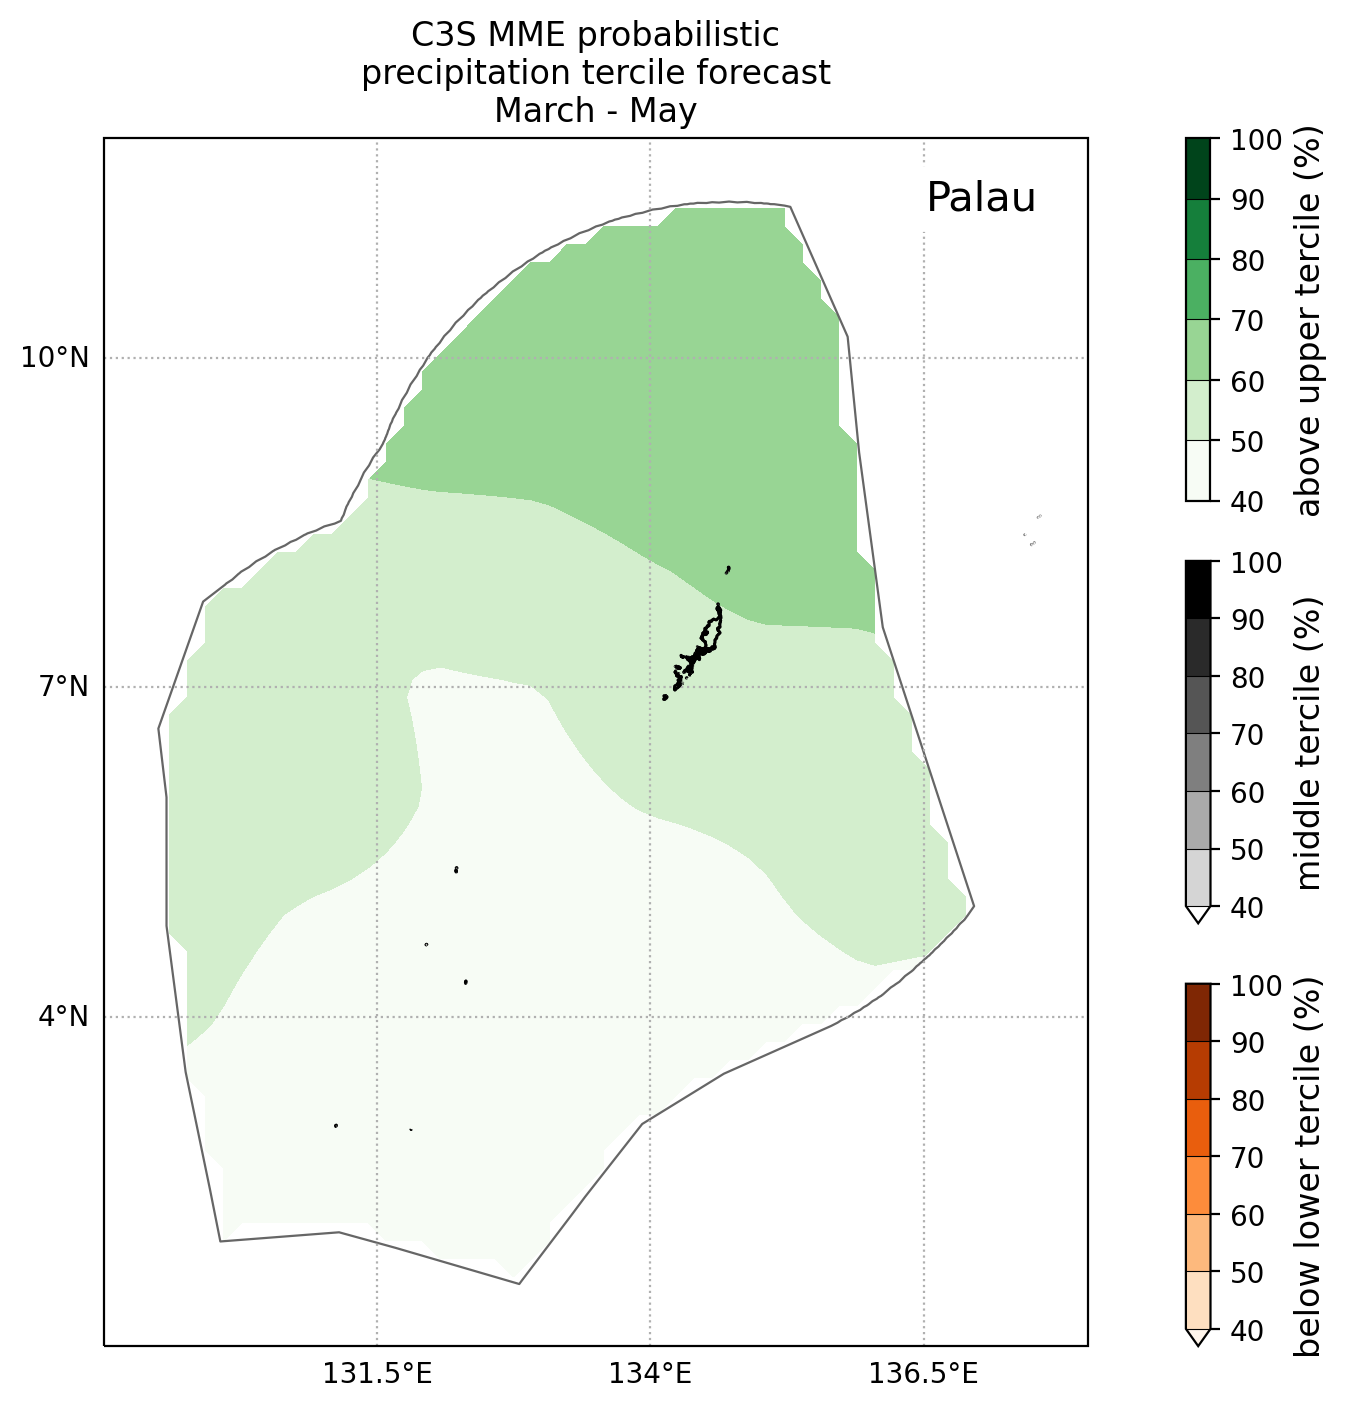 C3S MME probabilistic
precipitation tercile forecast
March - May
Palau
10°N
7°N
4°N
131.5°E
134°E
136.5°E
100
90
80
70
60
50
40
above upper tercile (%)
100
90
80
70
60
50
40
middle tercile (%)
100
90
80
70
60
50
40
below lower tercile (%)